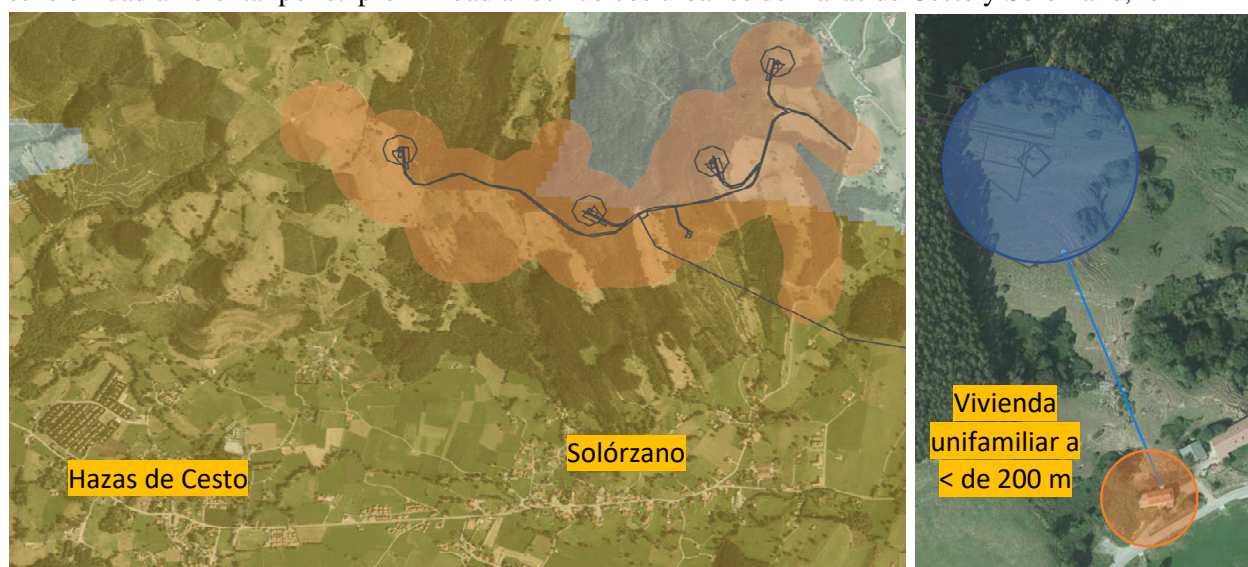 Hazas de Cesto
Solórzano
Vivienda
unifamiliar a
< de 200 m